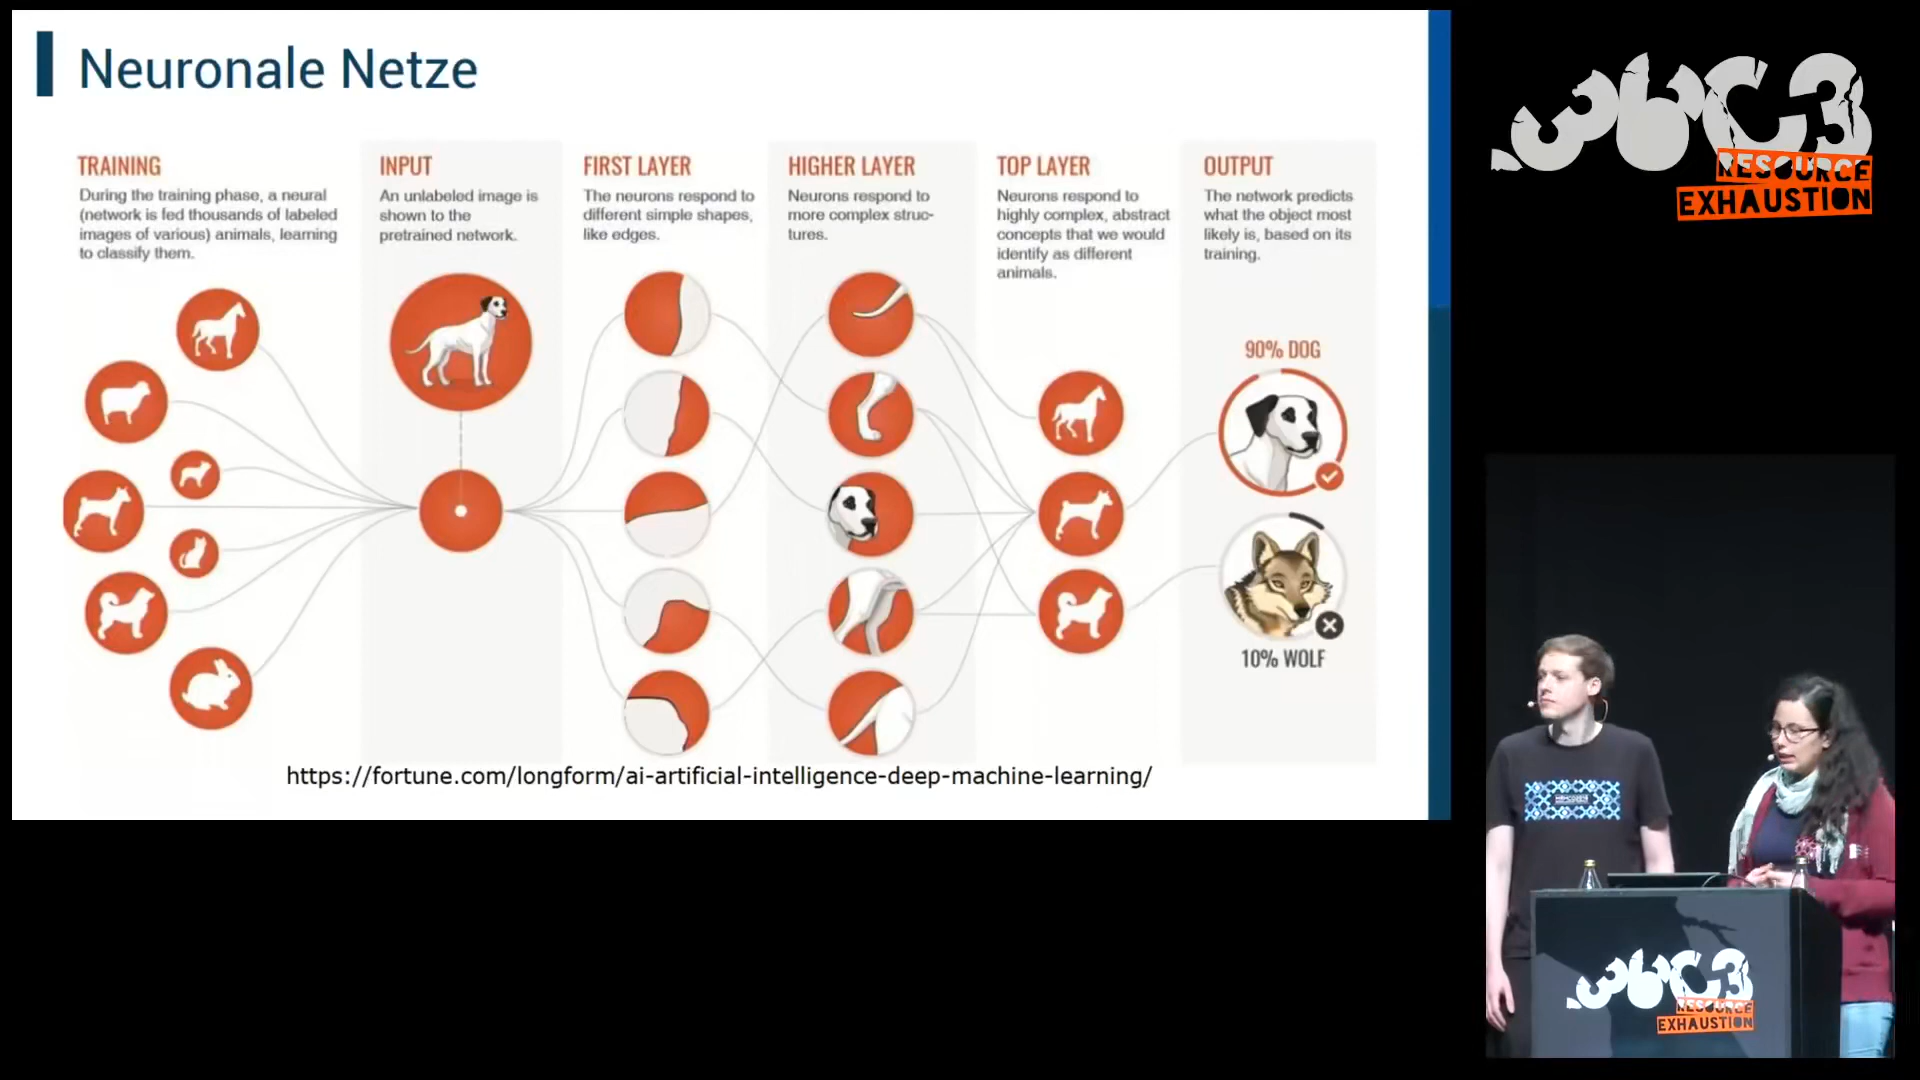 Neuronale Netze
TRAINING
During the training phase, a neural
(network is fed thousands of labeled
images of various) animals, learning
to classify them.
INPUT
An unlabeled image is
shown to the
pretrained network.
FIRST LAYER
The neurons respond to
different simple shapes,
like edges.
HIGHER LAYER
Neurons respond to
more complex struc-
tures.
TOP LAYER
Neurons respond to
highly complex, abstract
concepts that we would
identify as different
animals.
OUTPUT
The network predicts
what the object most
likely is, based on its
training.
90% DOG
10% WOLF
https://fortune.com/longform/ai-artificial-intelligence-deep-machine-learning/
36C3
RESOURCE
EXHAUSTION
36C3
RESOURCE
EXHAUSTION